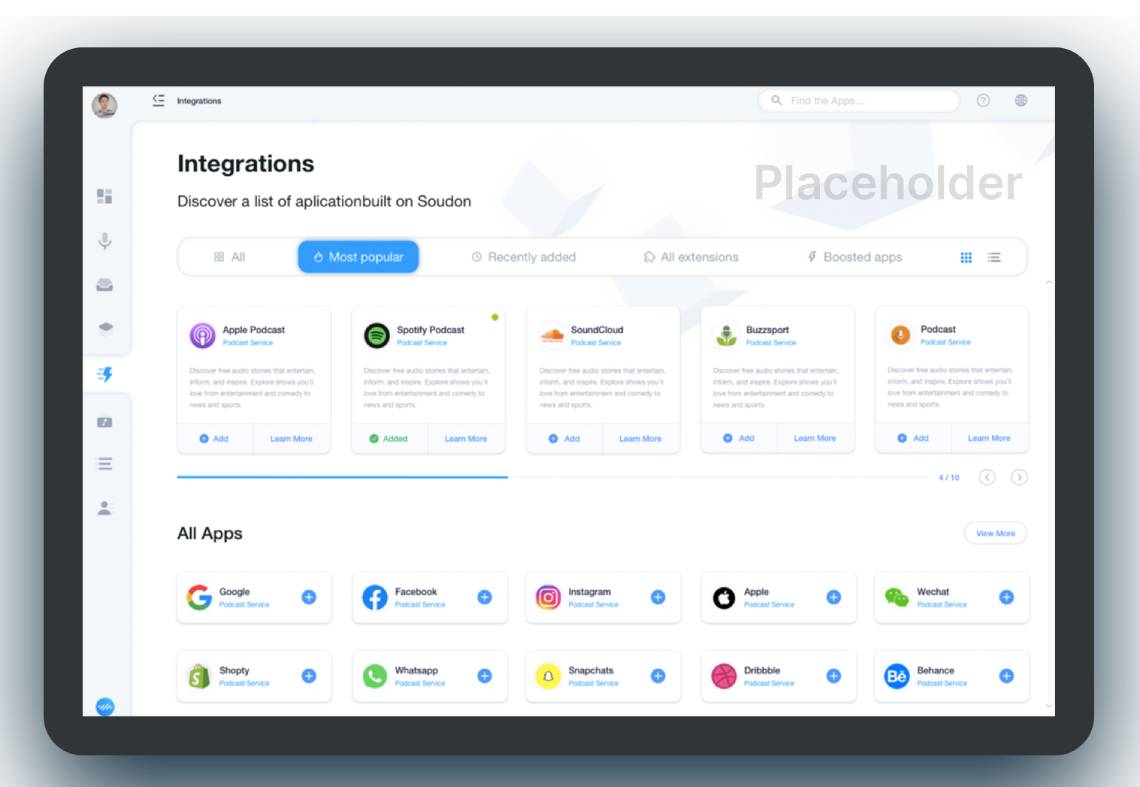 Integrations
Find the Apps...
Integrations
Placeholder
Discover a list of aplicationbuilt on Soudon
All
Most popular
Recently added
All extensions
Boosted apps
Apple Podcast
Podcast Service
Discover free audio stories that entertain,
inform, and inspire. Explore shows you'll
love from entertainment and comedy to
news and sports.
Add
Learn More
Spotify Podcast
Podcast Service
Discover free audio stories that entertain,
inform, and inspire. Explore shows you'll
love from entertainment and comedy to
news and sports.
Added
Learn More
SoundCloud
Podcast Service
Discover free audio stories that entertain,
inform, and inspire. Explore shows you'll
love from entertainment and comedy to
news and sports.
Add
Learn More
Buzzsport
Podcast Service
Discover free audio stories that entertain,
inform, and inspire. Explore shows you'll
love from entertainment and comedy to
news and sports.
Add
Learn More
Podcast
Podcast Service
Discover free audio stories that entertain,
inform, and inspire. Explore shows you'll
love from entertainment and comedy to
news and sports.
Add
Learn More
4 / 10
All Apps
View More
Google
Podcast Service
Facebook
Podcast Service
Instagram
Podcast Service
Apple
Podcast Service
Wechat
Podcast Service
Shopty
Podcast Service
Whatsapp
Podcast Service
Snapchats
Podcast Service
Dribbble
Podcast Service
Bē
Behance
Podcast Service